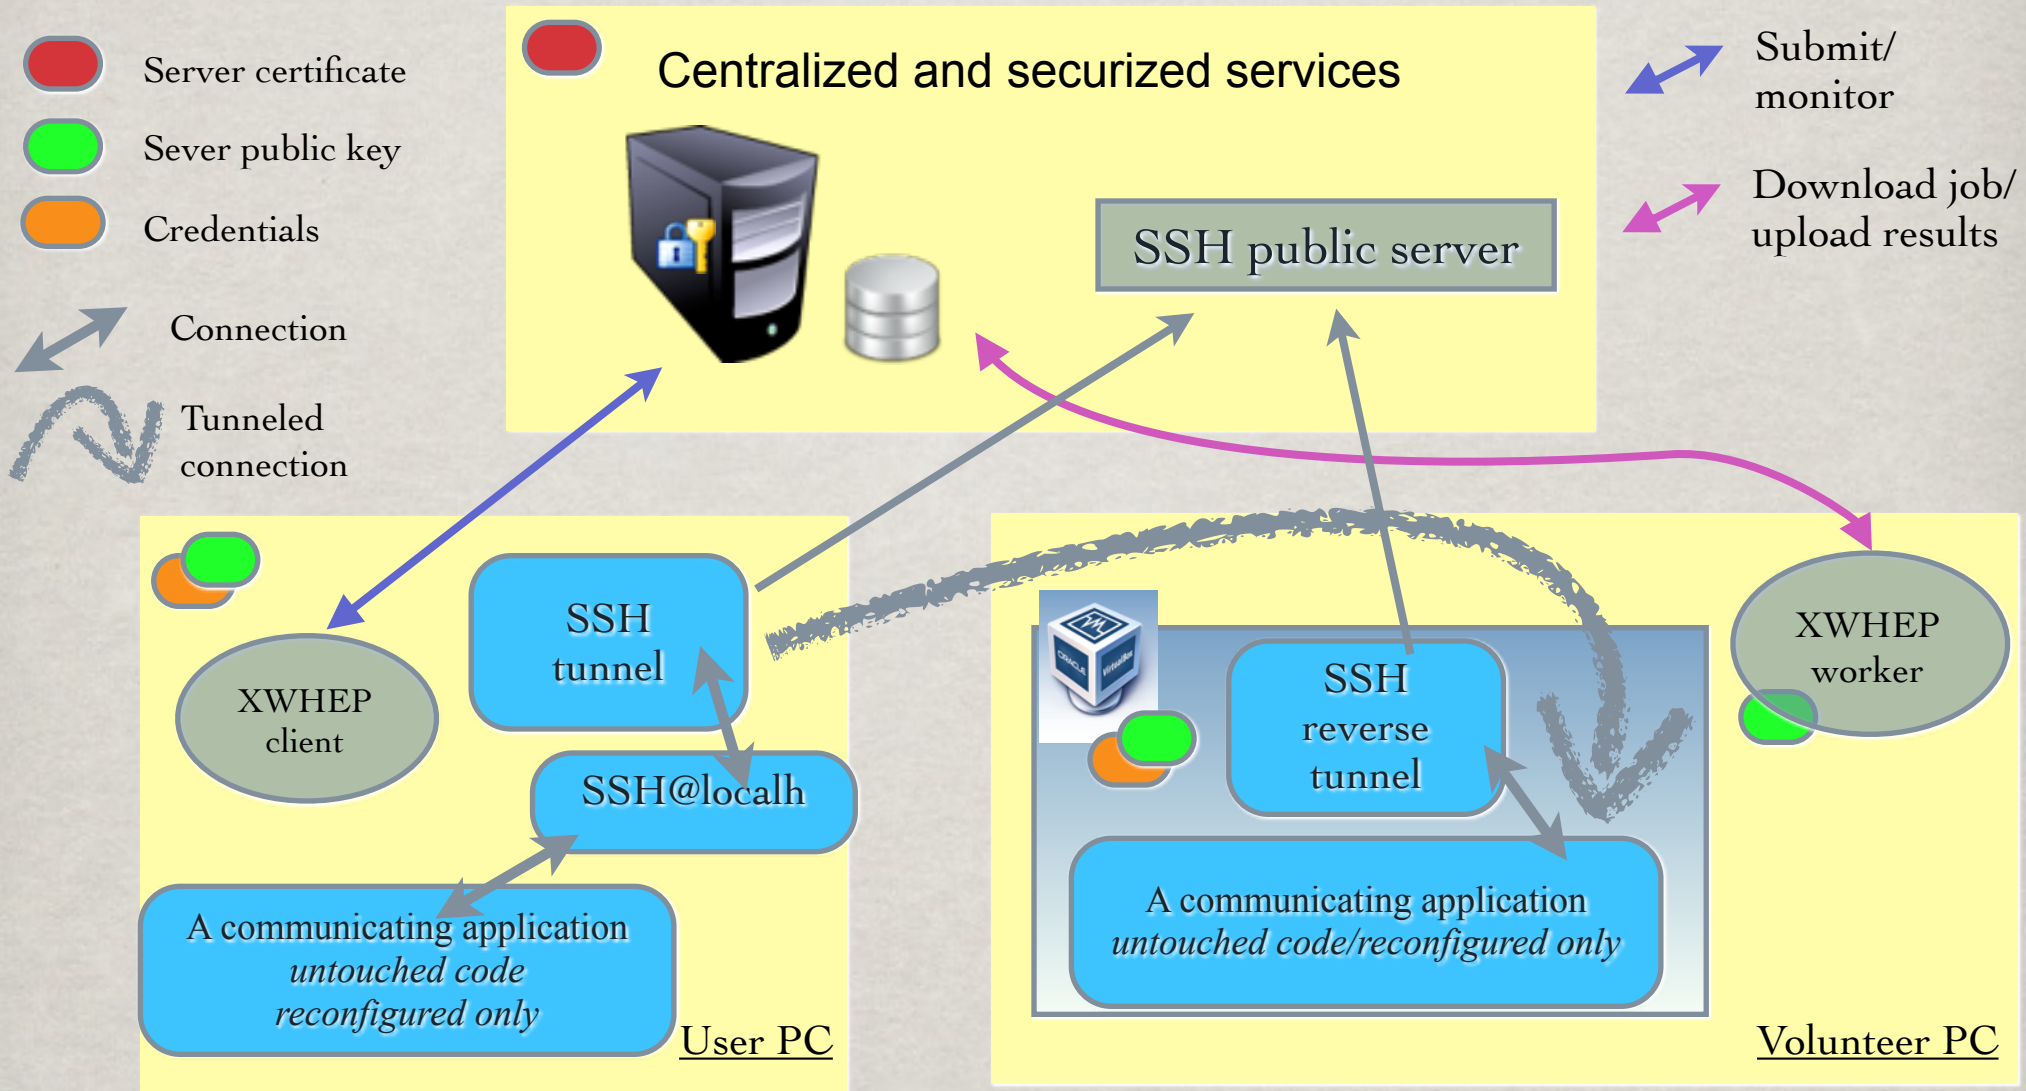 Server certificate
Sever public key
Credentials
Connection
Tunneled
connection
Centralized and securized services
SSH public server
Submit/
monitor
Download job/
upload results
XWHEP
client
SSH
tunnel
SSH@localh
A communicating application
untouched code
reconfigured only
User PC
ORACLE
VirtualBox
SSH
reverse
tunnel
A communicating application
untouched code/reconfigured only
XWHEP
worker
Volunteer PC